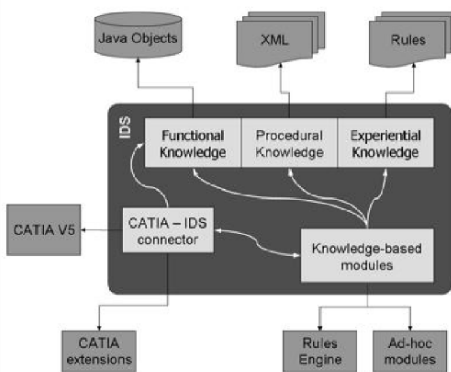 Java Objects
XML
Rules
IDS
Functional
Knowledge
Procedural
Knowledge
Experiential
Knowledge
CATIA V5
CATIA – IDS
connector
Knowledge-based
modules
CATIA
extensions
Rules
Engine
Ad-hoc
modules